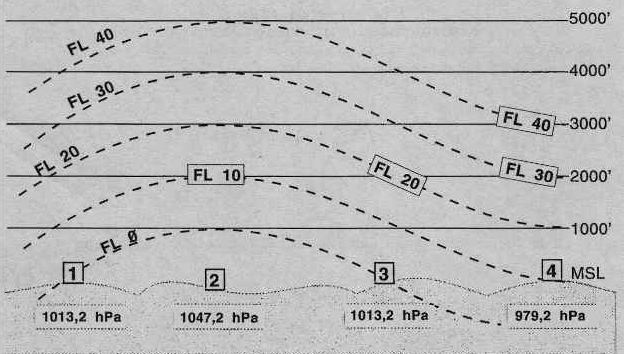 5000'
FL 40
4000'
FL 30
FL 40
3000'
FL 20
FL 20
FL 30
FL 10
2000'
1000'
FL Ø
1
2
3
4
MSL
1013,2 hPa
1047,2 hPa
1013,2 hPa
979,2 hPa